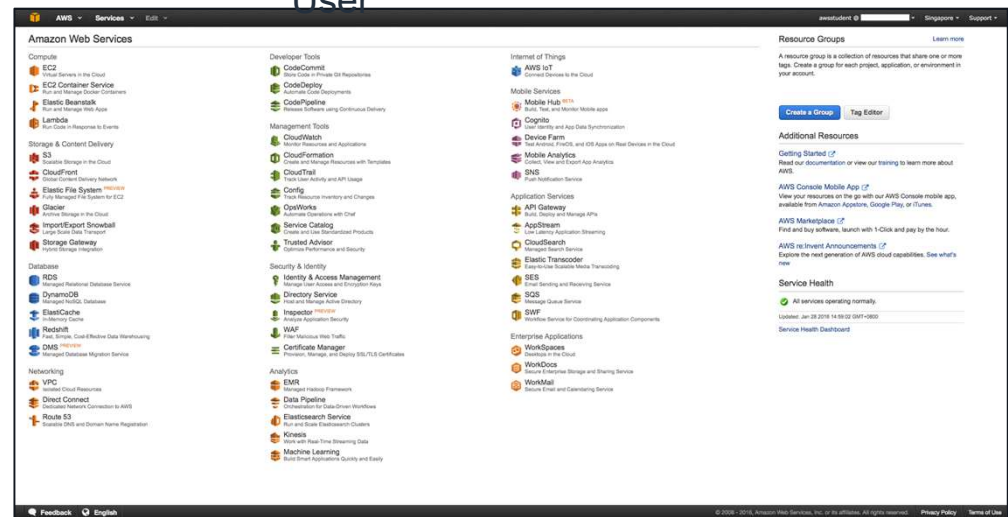 User
AWS Services Edit awsstudent @ Singapore Support
Amazon Web Services
Compute
EC2
Virtual Servers in the Cloud
EC2 Container Service
Run and Manage Docker Containers
Elastic Beanstalk
Run and Manage Web Apps
Lambda
Run Code in Response to Events
Storage & Content Delivery
S3
Scalable Storage in the Cloud
CloudFront
Global Content Delivery Network
Elastic File System PREVIEW
Fully Managed File System for EC2
Glacier
Archive Storage in the Cloud
Import/Export Snowball
Large Scale Data Transport
Storage Gateway
Hybrid Storage Integration
Database
RDS
Managed Relational Database Service
DynamoDB
Managed NoSQL Database
ElastiCache
In-Memory Cache
Redshift
Fast, Simple, Cost-Effective Data Warehousing
DMS PREVIEW
Managed Database Migration Service
Networking
VPC
Isolated Cloud Resources
Direct Connect
Dedicated Network Connection to AWS
Route 53
Scalable DNS and Domain Name Registration
Developer Tools
CodeCommit
Store Code in Private Git Repositories
CodeDeploy
Automate Code Deployments
CodePipeline
Release Software using Continuous Delivery
Management Tools
CloudWatch
Monitor Resources and Applications
CloudFormation
Create and Manage Resources with Templates
CloudTrail
Track User Activity and API Usage
Config
Track Resource Inventory and Changes
OpsWorks
Automate Operations with Chef
Service Catalog
Create and Use Standardized Products
Trusted Advisor
Optimize Performance and Security
Security & Identity
Identity & Access Management
Manage User Access and Encryption Keys
Directory Service
Host and Manage Active Directory
Inspector PREVIEW
Analyze Application Security
WAF
Filter Malicious Web Traffic
Certificate Manager
Provision, Manage, and Deploy SSL/TLS Certificates
Analytics
EMR
Managed Hadoop Framework
Data Pipeline
Orchestration for Data-Driven Workflows
Elasticsearch Service
Run and Scale Elasticsearch Clusters
Kinesis
Work with Real-Time Streaming Data
Machine Learning
Build Smart Applications Quickly and Easily
Internet of Things
AWS IoT
Connect Devices to the Cloud
Mobile Services
Mobile Hub BETA
Build, Test, and Monitor Mobile apps
Cognito
User Identity and App Data Synchronization
Device Farm
Test Android, FireOS, and iOS Apps on Real Devices in the Cloud
Mobile Analytics
Collect, View and Export App Analytics
SNS
Push Notification Service
Application Services
API Gateway
Build, Deploy and Manage APIs
AppStream
Low Latency Application Streaming
CloudSearch
Managed Search Service
Elastic Transcoder
Easy-to-Use Scalable Media Transcoding
SES
Email Sending and Receiving Service
SQS
Message Queue Service
SWF
Workflow Service for Coordinating Application Components
Enterprise Applications
WorkSpaces
Desktops in the Cloud
WorkDocs
Secure Enterprise Storage and Sharing Service
WorkMail
Secure Email and Calendaring Service
Resource Groups Learn more
A resource group is a collection of resources that share one or more
tags. Create a group for each project, application, or environment in
your account.
Create a Group Tag Editor
Additional Resources
Getting Started
Read our documentation or view our training to learn more about
AWS.
AWS Console Mobile App
View your resources on the go with our AWS Console mobile app,
available from Amazon Appstore, Google Play, or iTunes.
AWS Marketplace
Find and buy software, launch with 1-Click and pay by the hour.
AWS re:Invent Announcements
Explore the next generation of AWS cloud capabilities. See what's
new
Service Health
All services operating normally.
Updated: Jan 28 2016 14:59:02 GMT+0800
Service Health Dashboard
Feedback English © 2008 - 2016, Amazon Web Services, Inc. or its affiliates. All rights reserved. Privacy Policy Terms of Use